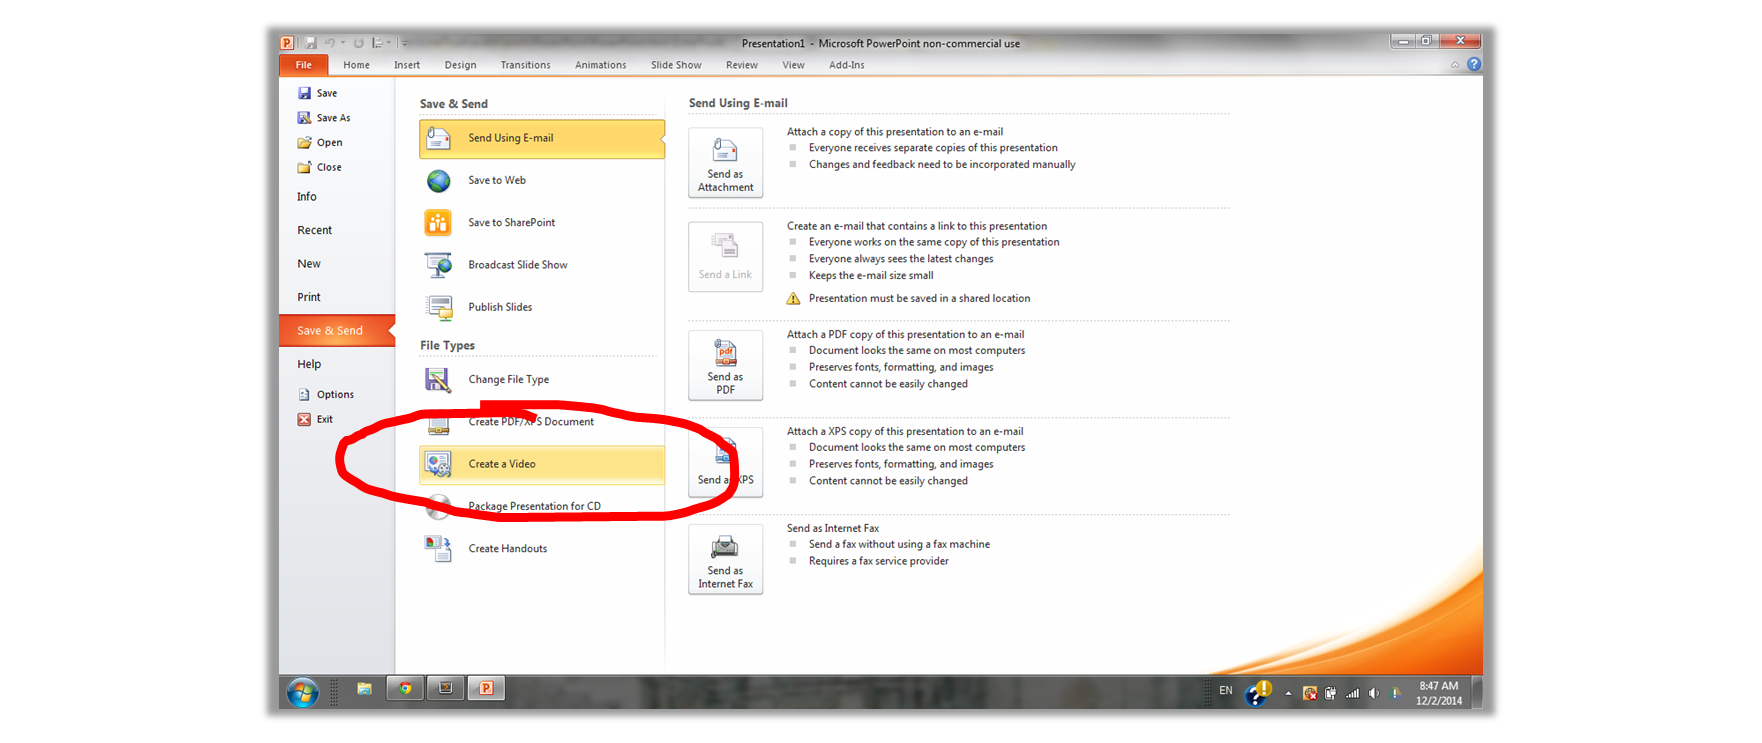 Presentation1 - Microsoft PowerPoint non-commercial use
File Home Insert Design Transitions Animations Slide Show Review View Add-Ins
Save
Save As
Open
Close
Info
Recent
New
Print
Save & Send
Help
Options
Exit
Save & Send
Send Using E-mail
Save to Web
Save to SharePoint
Broadcast Slide Show
Publish Slides
File Types
Change File Type
Create PDF/XPS Document
Create a Video
Package Presentation for CD
Create Handouts
Send Using E-mail
Send as
Attachment
Attach a copy of this presentation to an e-mail
Everyone receives separate copies of this presentation
Changes and feedback need to be incorporated manually
Send a Link
Create an e-mail that contains a link to this presentation
Everyone works on the same copy of this presentation
Everyone always sees the latest changes
Keeps the e-mail size small
Presentation must be saved in a shared location
pdf
Send as
PDF
Attach a PDF copy of this presentation to an e-mail
Document looks the same on most computers
Preserves fonts, formatting, and images
Content cannot be easily changed
Send as XPS
Attach a XPS copy of this presentation to an e-mail
Document looks the same on most computers
Preserves fonts, formatting, and images
Content cannot be easily changed
Send as
Internet Fax
Send as Internet Fax
Send a fax without using a fax machine
Requires a fax service provider
EN
8:47 AM
12/2/2014